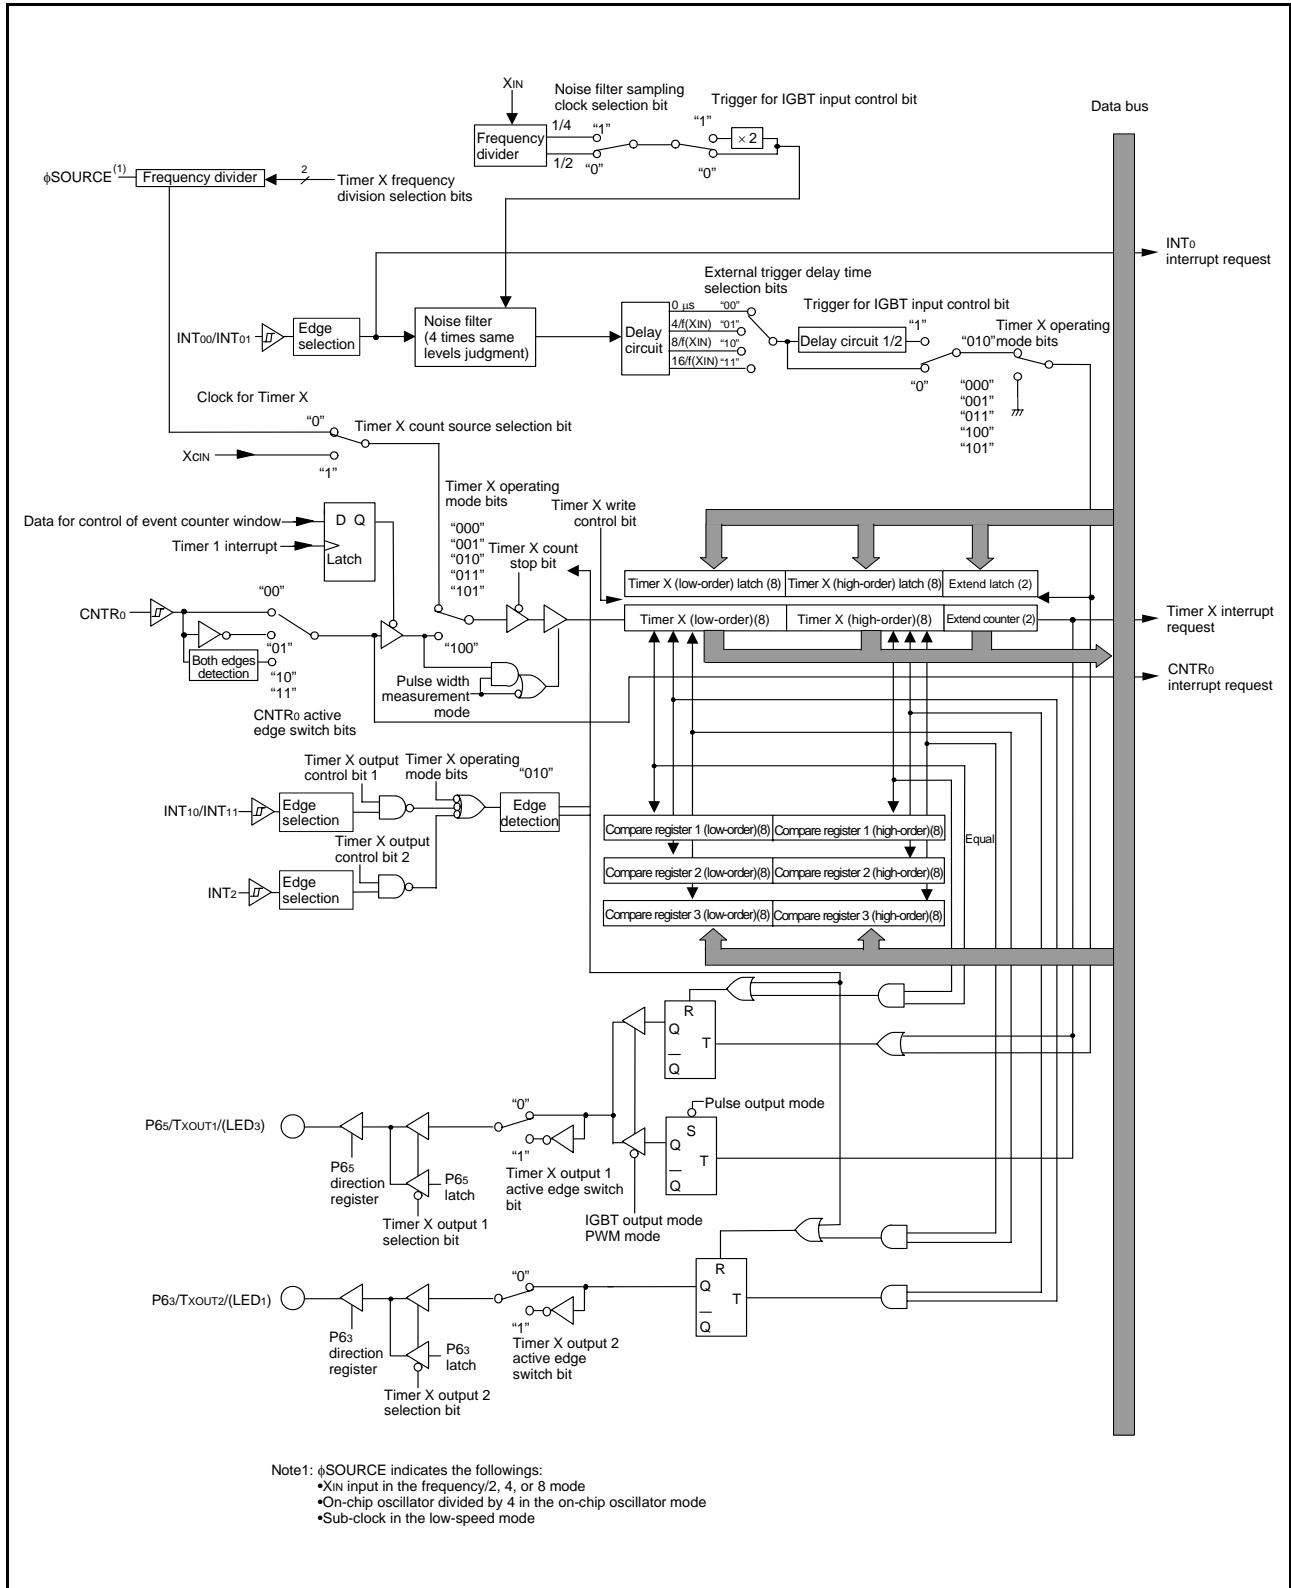 XIN
Noise filter sampling
clock selection bit
Trigger for IGBT input control bit
Data bus
Frequency
divider
1/4
"1"
"1"
× 2
1/2
"0"
"0"
φSOURCE (1)
Frequency divider
2
Timer X frequency
division selection bits
INT0
interrupt request
External trigger delay time
selection bits
INT00/INT01
Edge
selection
Noise filter
(4 times same
levels judgment)
Delay
circuit
0 μs "00"
4/f(XIN) "01"
8/f(XIN) "10"
16/f(XIN) "11"
Trigger for IGBT input control bit
Delay circuit 1/2
"1"
"0"
Timer X operating
mode bits
"010"
"000"
"001"
"011"
"100"
"101"
Clock for Timer X
"0"
Timer X count source selection bit
XCIN
"1"
Timer X operating
mode bits
"000"
"001"
"010"
"011"
"101"
Timer X write
control bit
Timer X count
stop bit
Data for control of event counter window
D Q
Latch
Timer 1 interrupt
Timer X (low-order) latch (8)
Timer X (high-order) latch (8)
Extend latch (2)
Timer X (low-order)(8)
Timer X (high-order)(8)
Extend counter (2)
Timer X interrupt
request
CNTR0
"00"
"01"
Both edges
detection
"10"
"11"
CNTR0 active
edge switch bits
"100"
Pulse width
measurement
mode
CNTR0
interrupt request
Timer X output
control bit 1
Timer X operating
mode bits
"010"
INT10/INT11
Edge
selection
Edge
detection
Timer X output
control bit 2
INT2
Edge
selection
Compare register 1 (low-order)(8)
Compare register 1 (high-order)(8)
Equal
Compare register 2 (low-order)(8)
Compare register 2 (high-order)(8)
Compare register 3 (low-order)(8)
Compare register 3 (high-order)(8)
R
Q
T
Q
Pulse output mode
S
Q
T
Q
P65/TXOUT1/(LED3)
P65
direction
register
P65
latch
Timer X output 1
selection bit
"0"
"1"
Timer X output 1
active edge switch
bit
IGBT output mode
PWM mode
R
Q
T
Q
P63/TXOUT2/(LED1)
P63
direction
register
P63
latch
Timer X output 2
selection bit
"0"
"1"
Timer X output 2
active edge
switch bit
Note1: φSOURCE indicates the followings:
•XIN input in the frequency/2, 4, or 8 mode
•On-chip oscillator divided by 4 in the on-chip oscillator mode
•Sub-clock in the low-speed mode